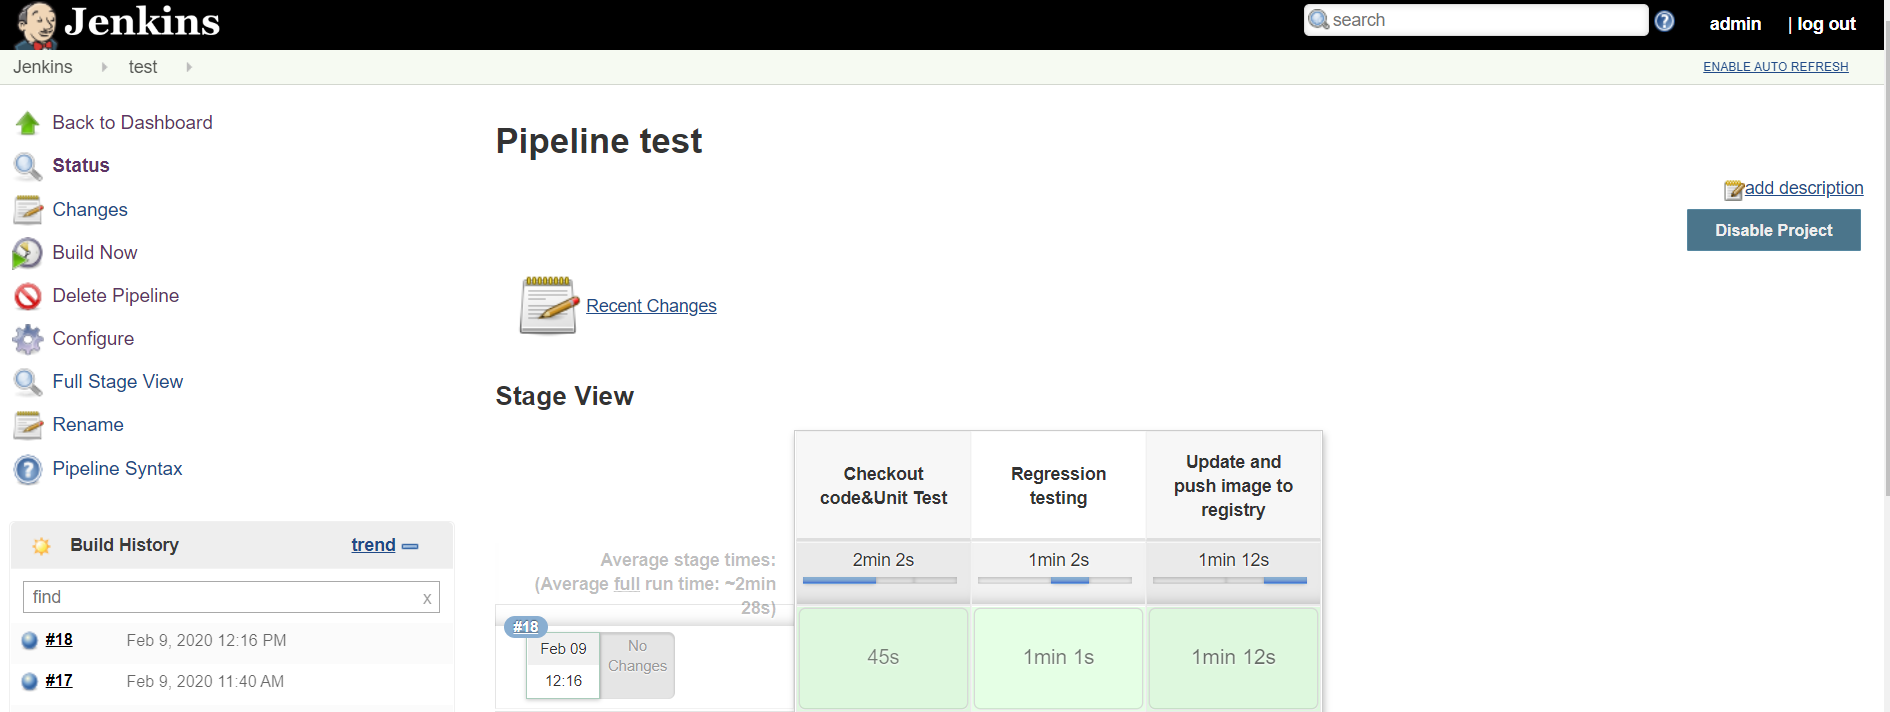 Jenkins
search
admin
| log out
Jenkins
test
ENABLE AUTO REFRESH
Back to Dashboard
Status
Changes
Build Now
Delete Pipeline
Configure
Full Stage View
Rename
Pipeline Syntax
Build History
trend
find
x
#18
Feb 9, 2020 12:16 PM
#17
Feb 9, 2020 11:40 AM
Pipeline test
add description
Disable Project
Recent Changes
Stage View
Checkout
code&Unit Test
Regression
testing
Update and
push image to
registry
Average stage times:
(Average full run time: ~2min
28s)
2min 2s
1min 2s
1min 12s
#18
Feb 09
12:16
No
Changes
45s
1min 1s
1min 12s